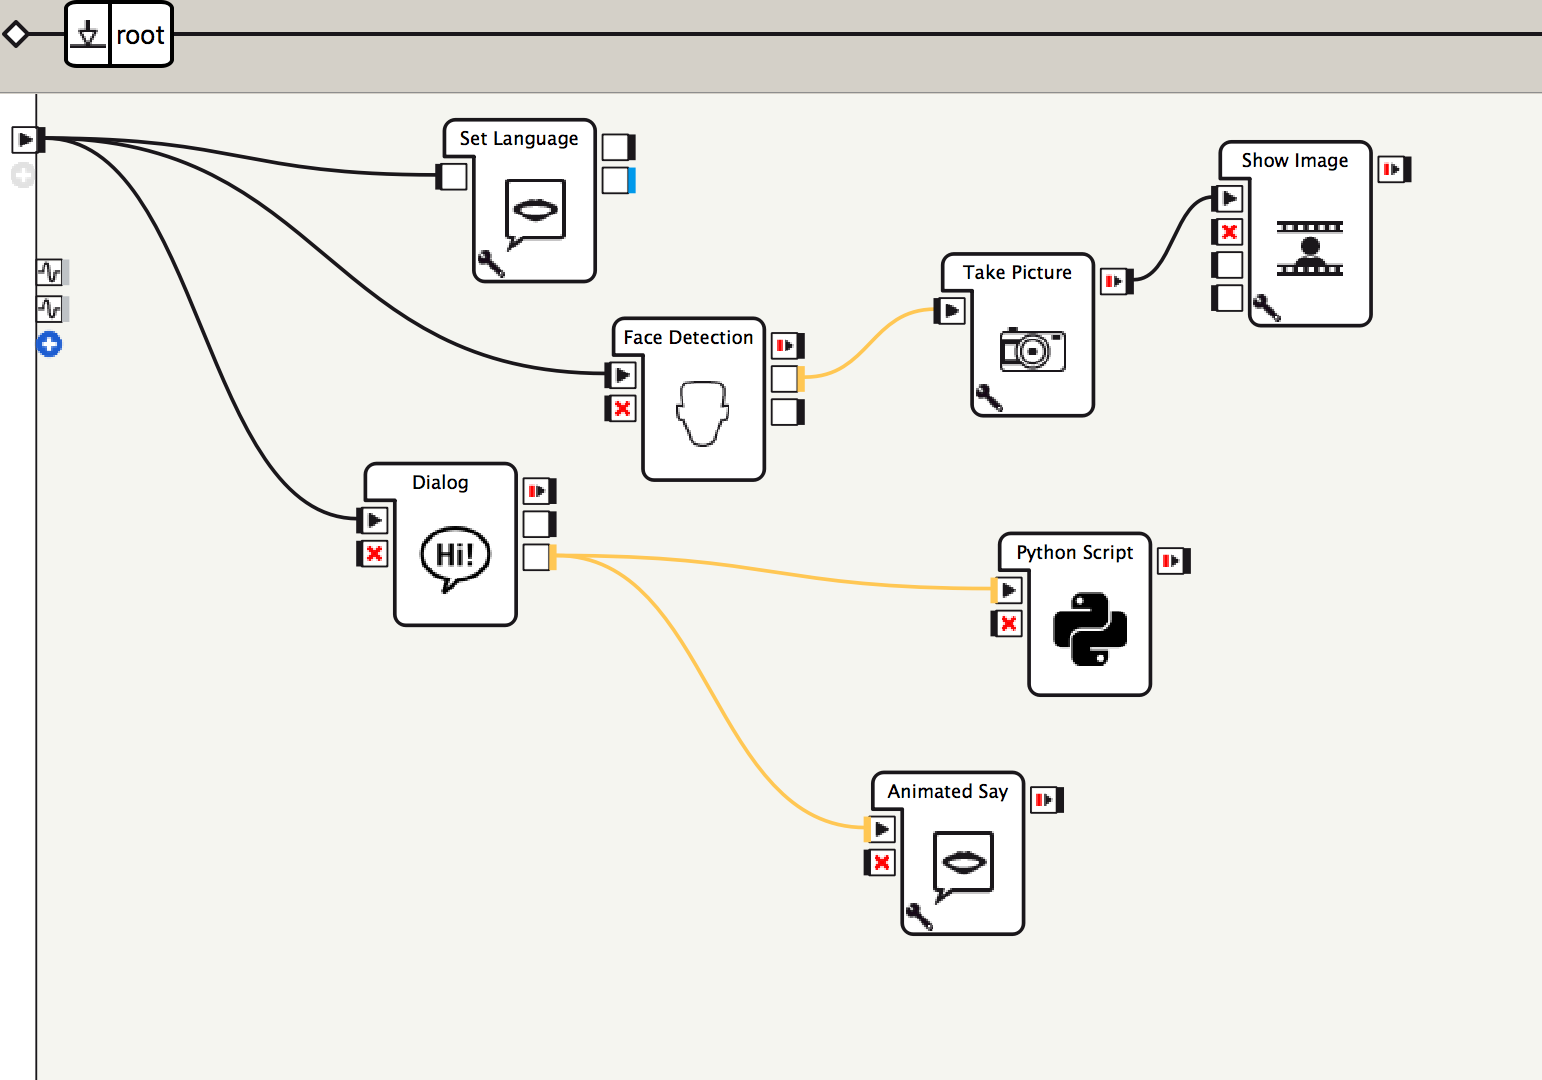 root
Set Language
Show Image
Take Picture
Face Detection
Dialog
Hi!
Python Script
Animated Say